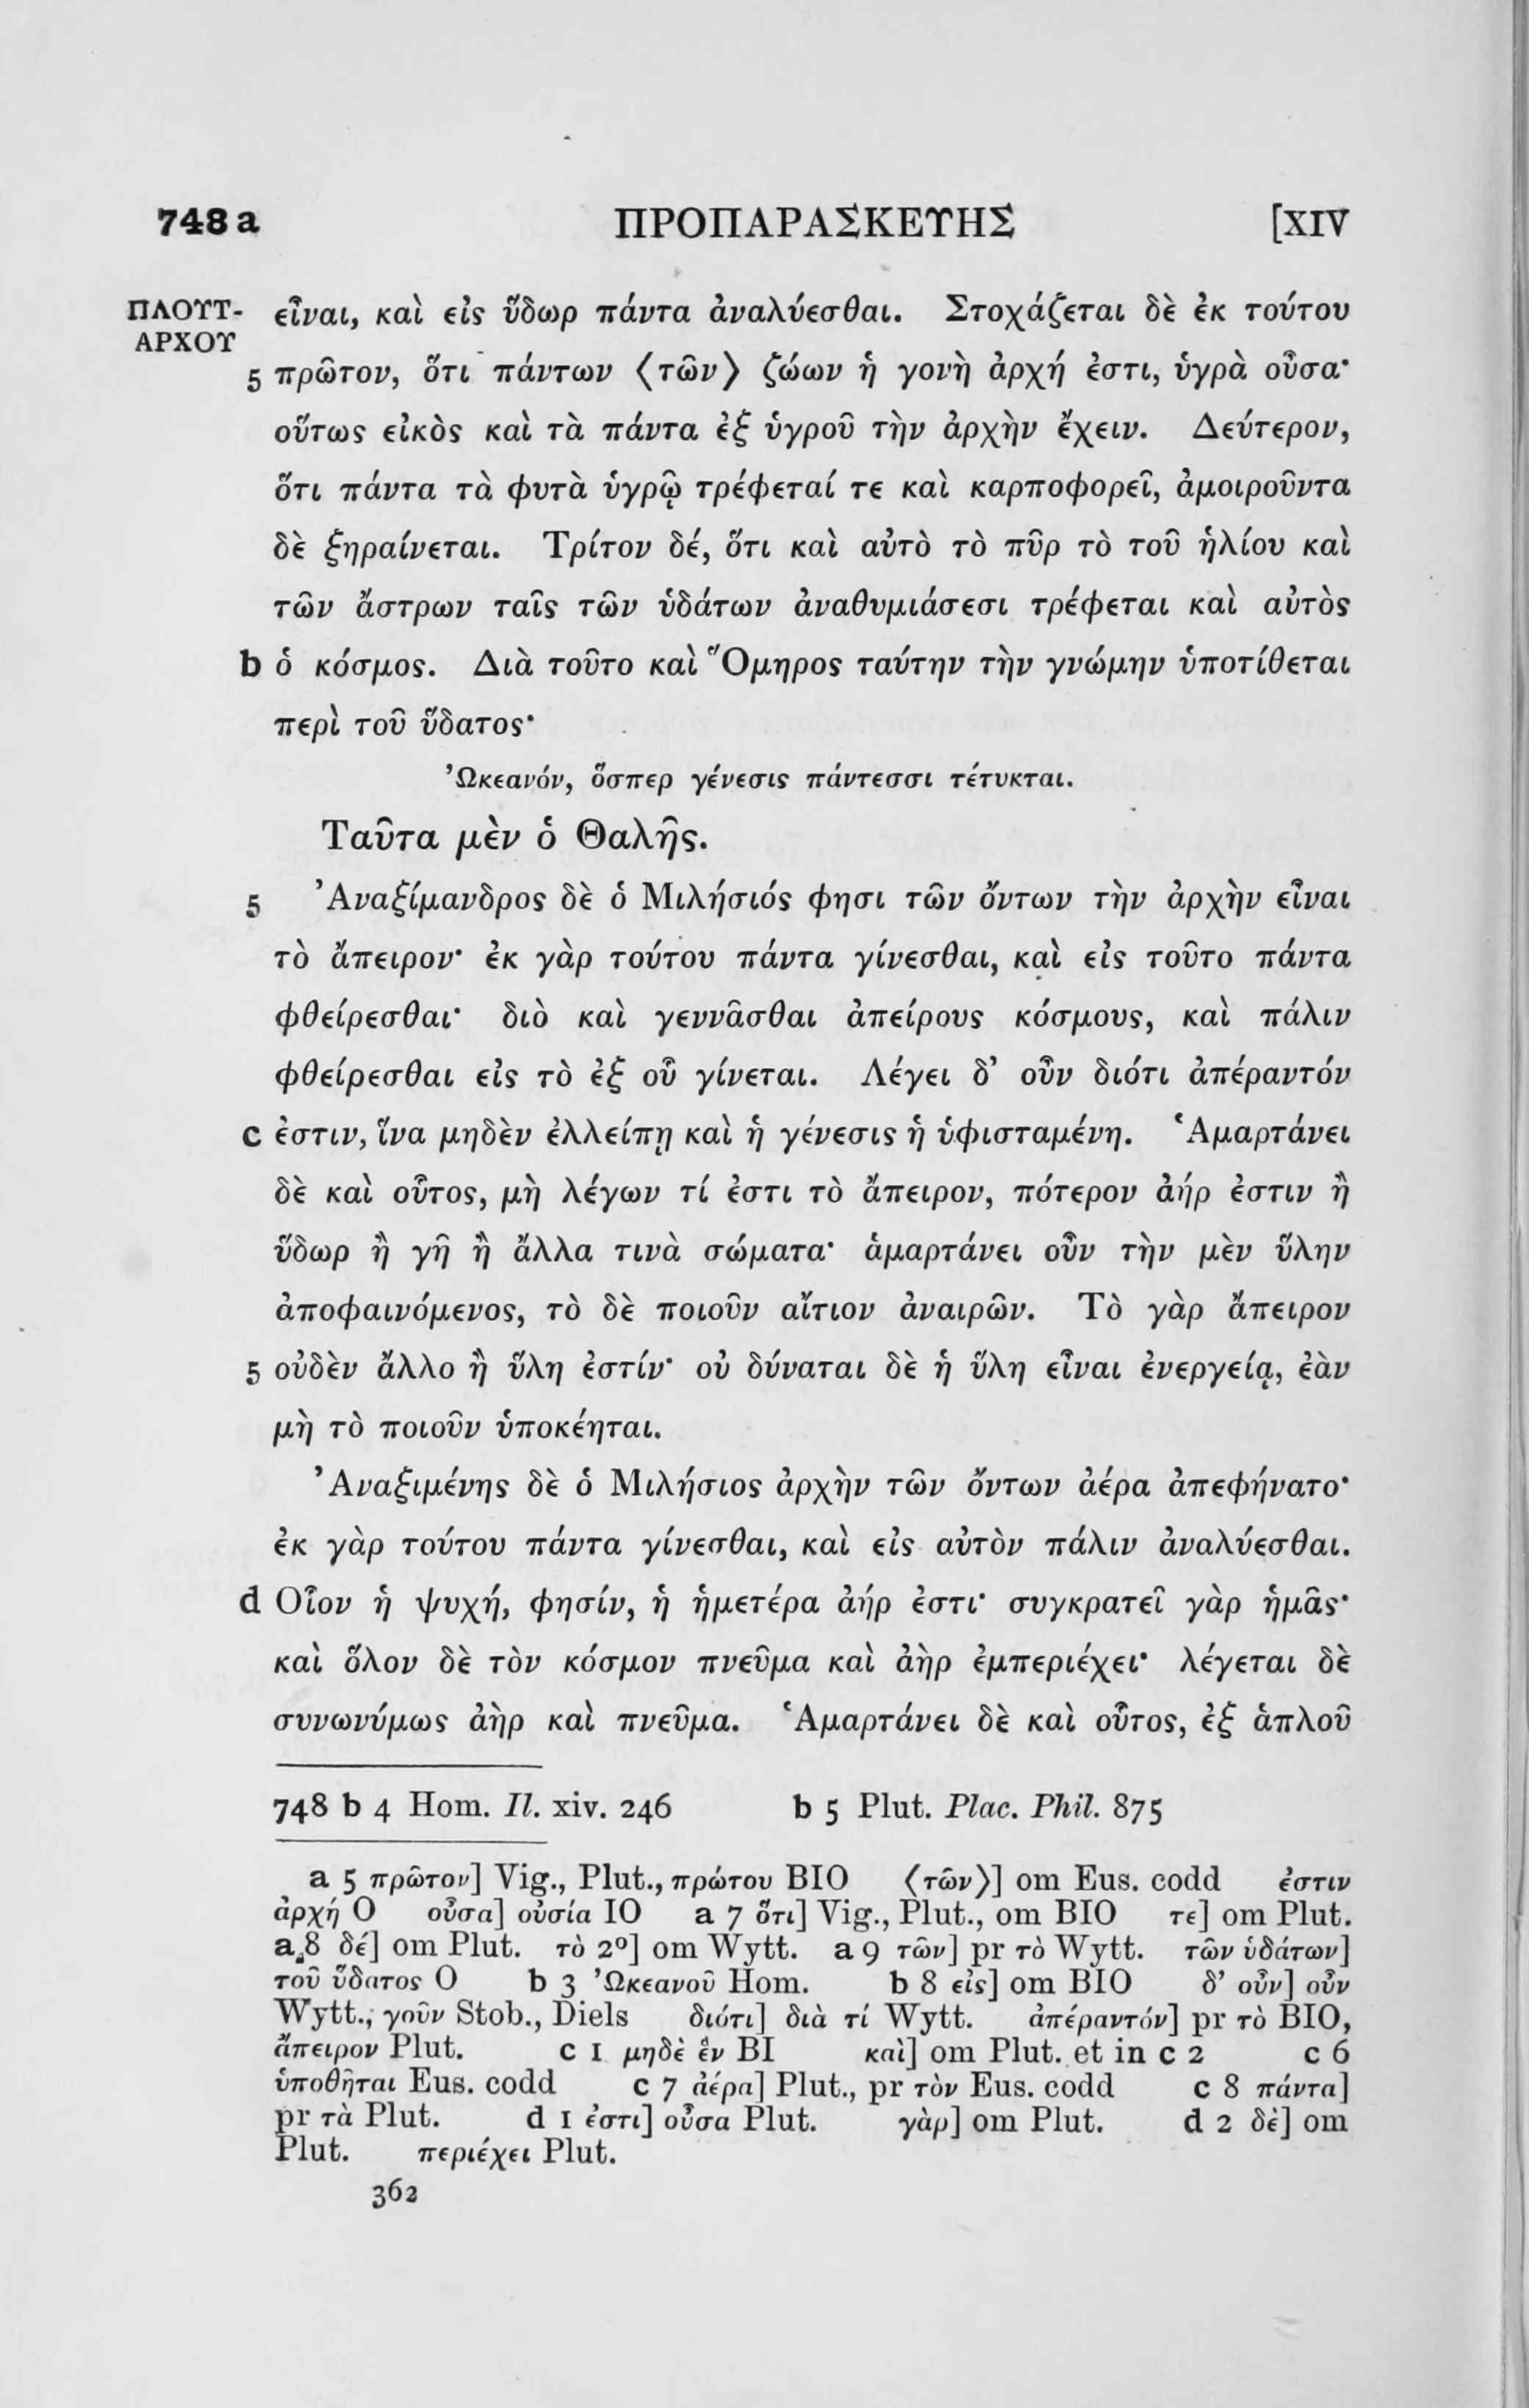 748 a ΠΡΟΠΑΡΑΣΚΕΥΗΣ [XIV
ΠΛΟΥΤ- εἶναι, καὶ εἰς ὕδωρ πάντα ἀναλύεσθαι. Στοχάζεται δὲ ἐκ τούτου
ΑΡΧΟΥ
5 πρῶτον, ὅτι πάντων ⟨τῶν⟩ ζώων ἡ γονὴ ἀρχή ἐστι, ὑγρὰ οὖσα·
οὕτως εἰκὸς καὶ τὰ πάντα ἐξ ὑγροῦ τὴν ἀρχὴν ἔχειν. Δεύτερον,
ὅτι πάντα τὰ φυτὰ ὑγρῷ τρέφεταί τε καὶ καρποφορεῖ, ἀμοιροῦντα
δὲ ξηραίνεται. Τρίτον δέ, ὅτι καὶ αὐτὸ τὸ πῦρ τὸ τοῦ ἡλίου καὶ
τῶν ἄστρων ταῖς τῶν ὑδάτων ἀναθυμιάσεσι τρέφεται καὶ αὐτὸς
b ὁ κόσμος. Διὰ τοῦτο καὶ Ὅμηρος ταύτην τὴν γνώμην ὑποτίθεται
περὶ τοῦ ὕδατος·
Ὠκεανόν, ὅσπερ γένεσις πάντεσσι τέτυκται.
Ταῦτα μὲν ὁ Θαλῆς.
5 Ἀναξίμανδρος δὲ ὁ Μιλήσιός φησι τῶν ὄντων τὴν ἀρχὴν εἶναι
τὸ ἄπειρον· ἐκ γὰρ τούτου πάντα γίνεσθαι, καὶ εἰς τοῦτο πάντα
φθείρεσθαι· διὸ καὶ γεννᾶσθαι ἀπείρους κόσμους, καὶ πάλιν
φθείρεσθαι εἰς τὸ ἐξ οὗ γίνεται. Λέγει δ’ οὖν διότι ἀπέραντόν
c ἐστιν, ἵνα μηδὲν ἐλλείπῃ καὶ ἡ γένεσις ἡ ὑφισταμένη. Ἁμαρτάνει
δὲ καὶ οὗτος, μὴ λέγων τί ἐστι τὸ ἄπειρον, πότερον ἀήρ ἐστιν ἢ
ὕδωρ ἢ γῆ ἢ ἄλλα τινὰ σώματα· ἁμαρτάνει οὖν τὴν μὲν ὕλην
ἀποφαινόμενος, τὸ δὲ ποιοῦν αἴτιον ἀναιρῶν. Τὸ γὰρ ἄπειρον
5 οὐδὲν ἄλλο ἢ ὕλη ἐστίν· οὐ δύναται δὲ ἡ ὕλη εἶναι ἐνεργείᾳ, ἐὰν
μὴ τὸ ποιοῦν ὑποκέηται.
Ἀναξιμένης δὲ ὁ Μιλήσιος ἀρχὴν τῶν ὄντων ἀέρα ἀπεφήνατο·
ἐκ γὰρ τούτου πάντα γίνεσθαι, καὶ εἰς αὐτὸν πάλιν ἀναλύεσθαι.
d Οἷον ἡ ψυχή, φησίν, ἡ ἡμετέρα ἀήρ ἐστι· συγκρατεῖ γὰρ ἡμᾶς·
καὶ ὅλον δὲ τὸν κόσμον πνεῦμα καὶ ἀὴρ ἐμπεριέχει· λέγεται δὲ
συνωνύμως ἀὴρ καὶ πνεῦμα. Ἁμαρτάνει δὲ καὶ οὗτος, ἐξ ἁπλοῦ
748 b 4 Hom. Il. xiv. 246 b 5 Plut. Plac. Phil. 875
a 5 πρῶτον] Vig., Plut., πρώτου BIO ⟨τῶν⟩] om Eus. codd ἐστιν
ἀρχή O οὖσα] οὐσία IO a 7 ὅτι] Vig., Plut., om BIO τε] om Plut.
a 8 δέ] om Plut. τὸ 2º] om Wytt. a 9 τῶν] pr τὸ Wytt. τῶν ὑδάτων]
τοῦ ὕδατος O b 3 Ὠκεανοῦ Hom. b 8 εἰς] om BIO δ’ οὖν] οὖν
Wytt., γοῦν Stob., Diels διότι] διὰ τί Wytt. ἀπέραντόν] pr τὸ BIO,
ἄπειρον Plut. c 1 μηδὲ ἓν BI καὶ] om Plut. et in c 2 c 6
ὑποθῆται Eus. codd c 7 ἀέρα] Plut., pr τὸν Eus. codd c 8 πάντα]
pr τὰ Plut. d 1 ἐστι] οὖσα Plut. γὰρ] om Plut. d 2 δὲ] om
Plut. περιέχει Plut.
362